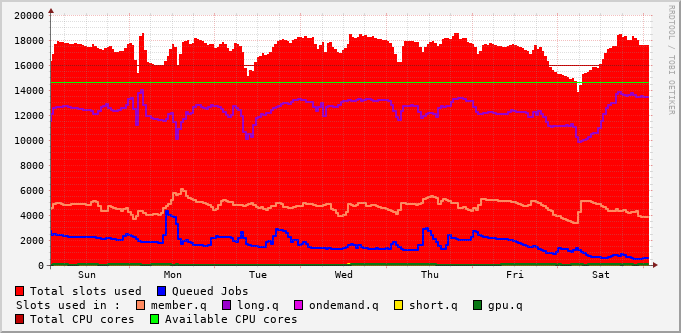 20000
18000
16000
14000
12000
10000
8000
6000
4000
2000
0
Sun Mon Tue Wed Thu Fri Sat
RRDTOOL / TOBI OETIKER
Total slots used Queued Jobs
Slots used in : member.q long.q ondemand.q short.q gpu.q
Total CPU cores Available CPU cores